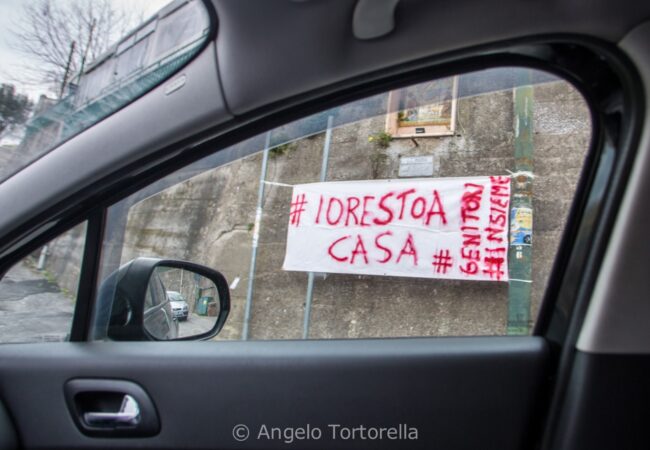 # IORESTOA
CASA #
GENITORI
#INSIEME
© Angelo Tortorella